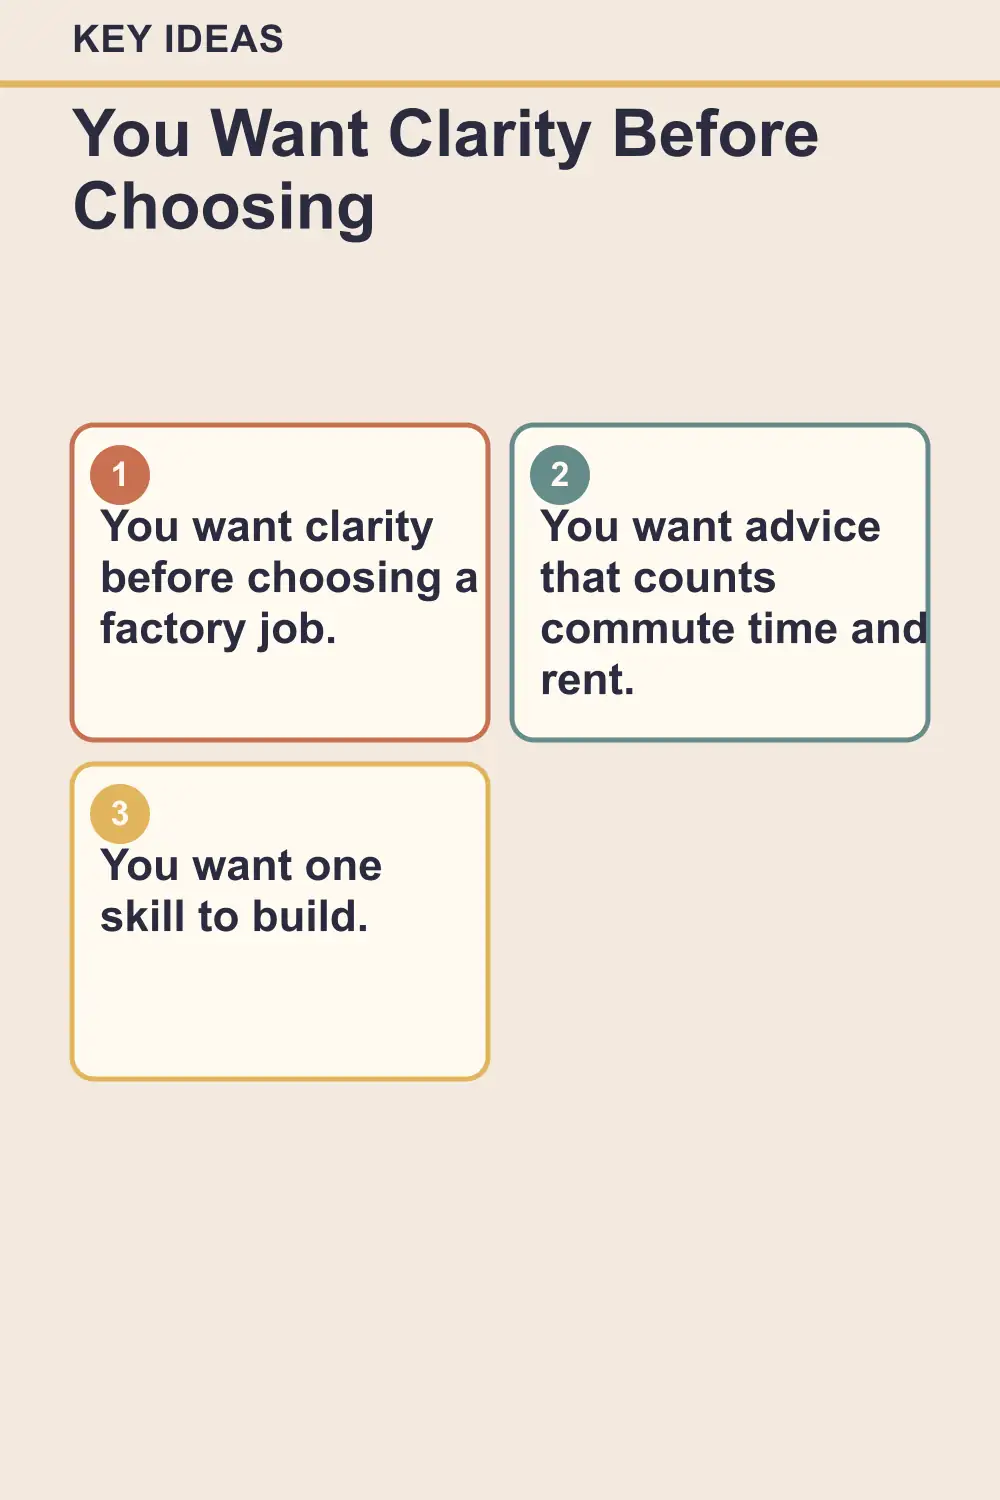 KEY IDEAS
You Want Clarity Before
Choosing
1
You want clarity
before choosing a
factory job.
2
You want advice
that counts
commute time and
rent.
3
You want one
skill to build.